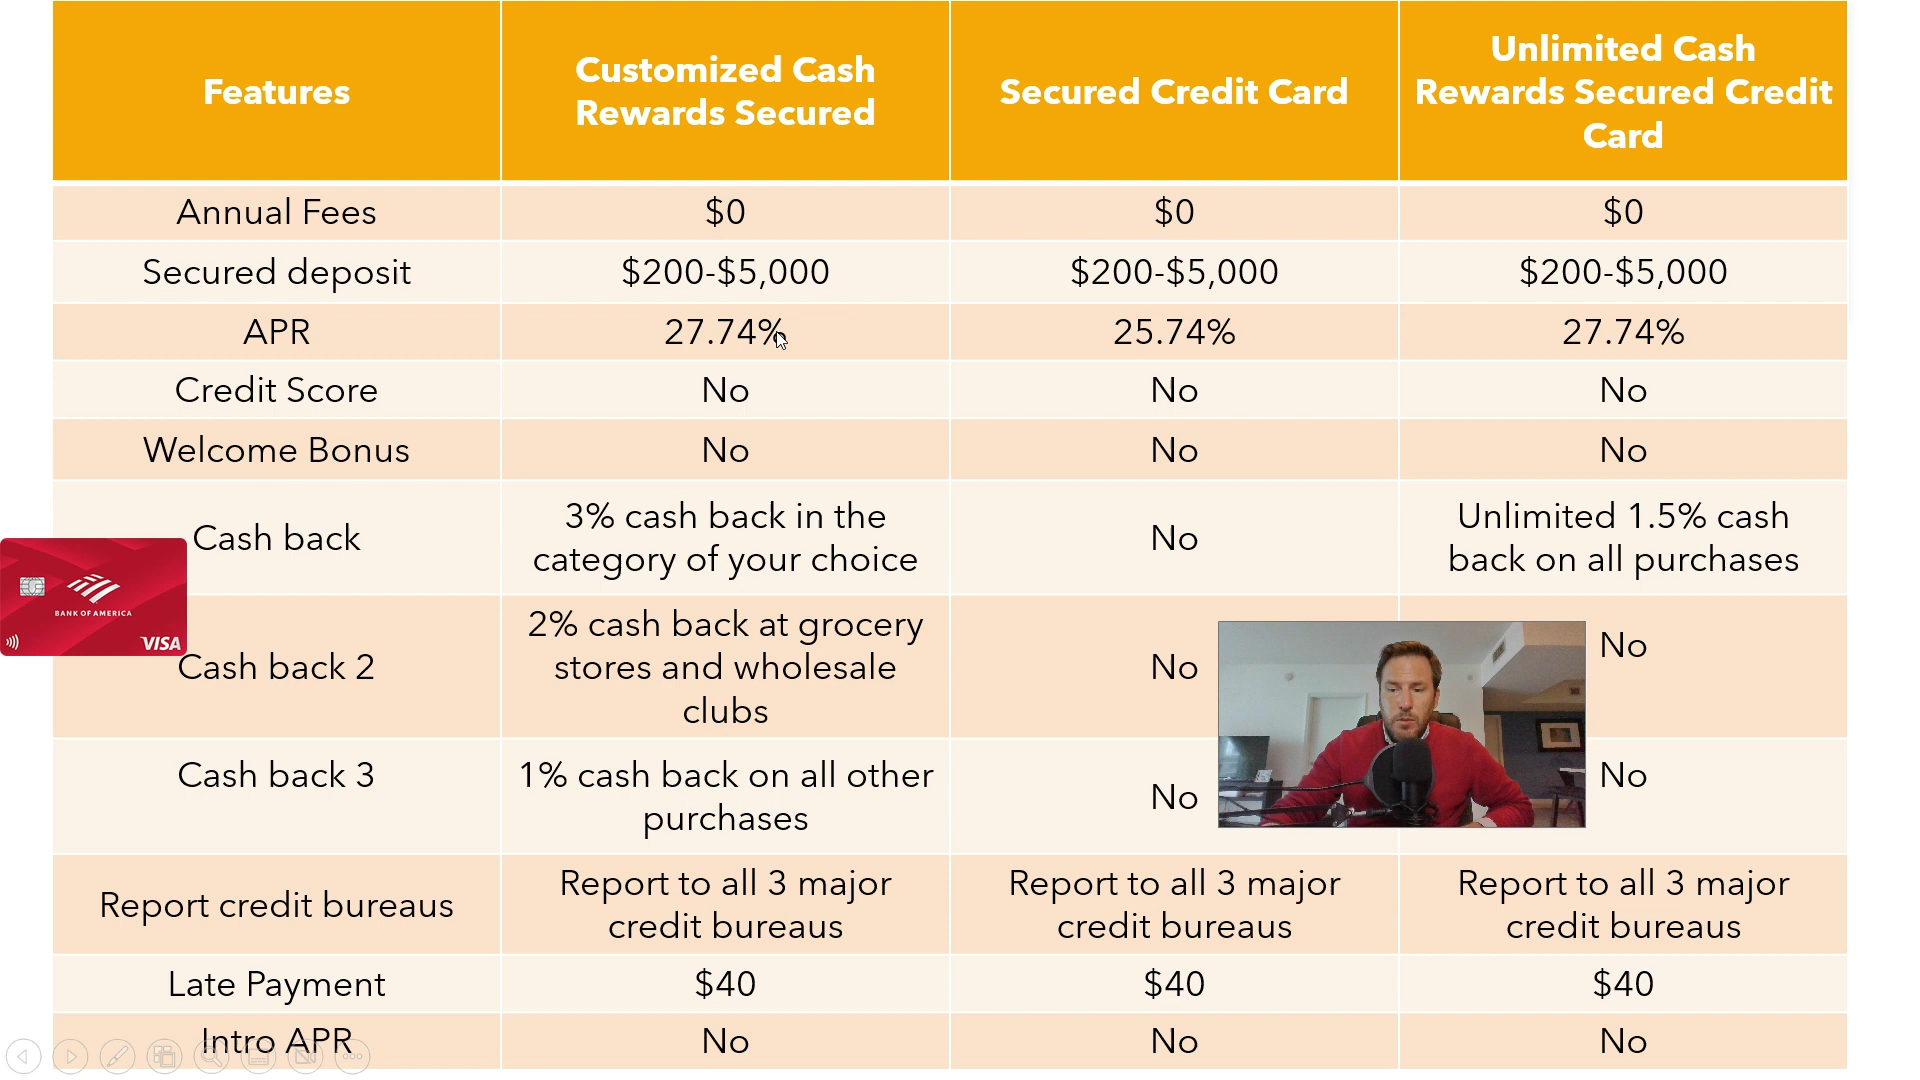 Features
Customized Cash
Rewards Secured
Secured Credit Card
Unlimited Cash
Rewards Secured Credit
Card
Annual Fees
$0
$0
$0
Secured deposit
$200-$5,000
$200-$5,000
$200-$5,000
APR
27.74%
25.74%
27.74%
Credit Score
No
No
No
Welcome Bonus
No
No
No
Cash back
3% cash back in the
category of your choice
No
Unlimited 1.5% cash
back on all purchases
BANK OF AMERICA
VISA
Cash back 2
2% cash back at grocery
stores and wholesale
clubs
No
No
Cash back 3
1% cash back on all other
purchases
No
No
Report credit bureaus
Report to all 3 major
credit bureaus
Report to all 3 major
credit bureaus
Report to all 3 major
credit bureaus
Late Payment
$40
$40
$40
Intro APR
No
No
No